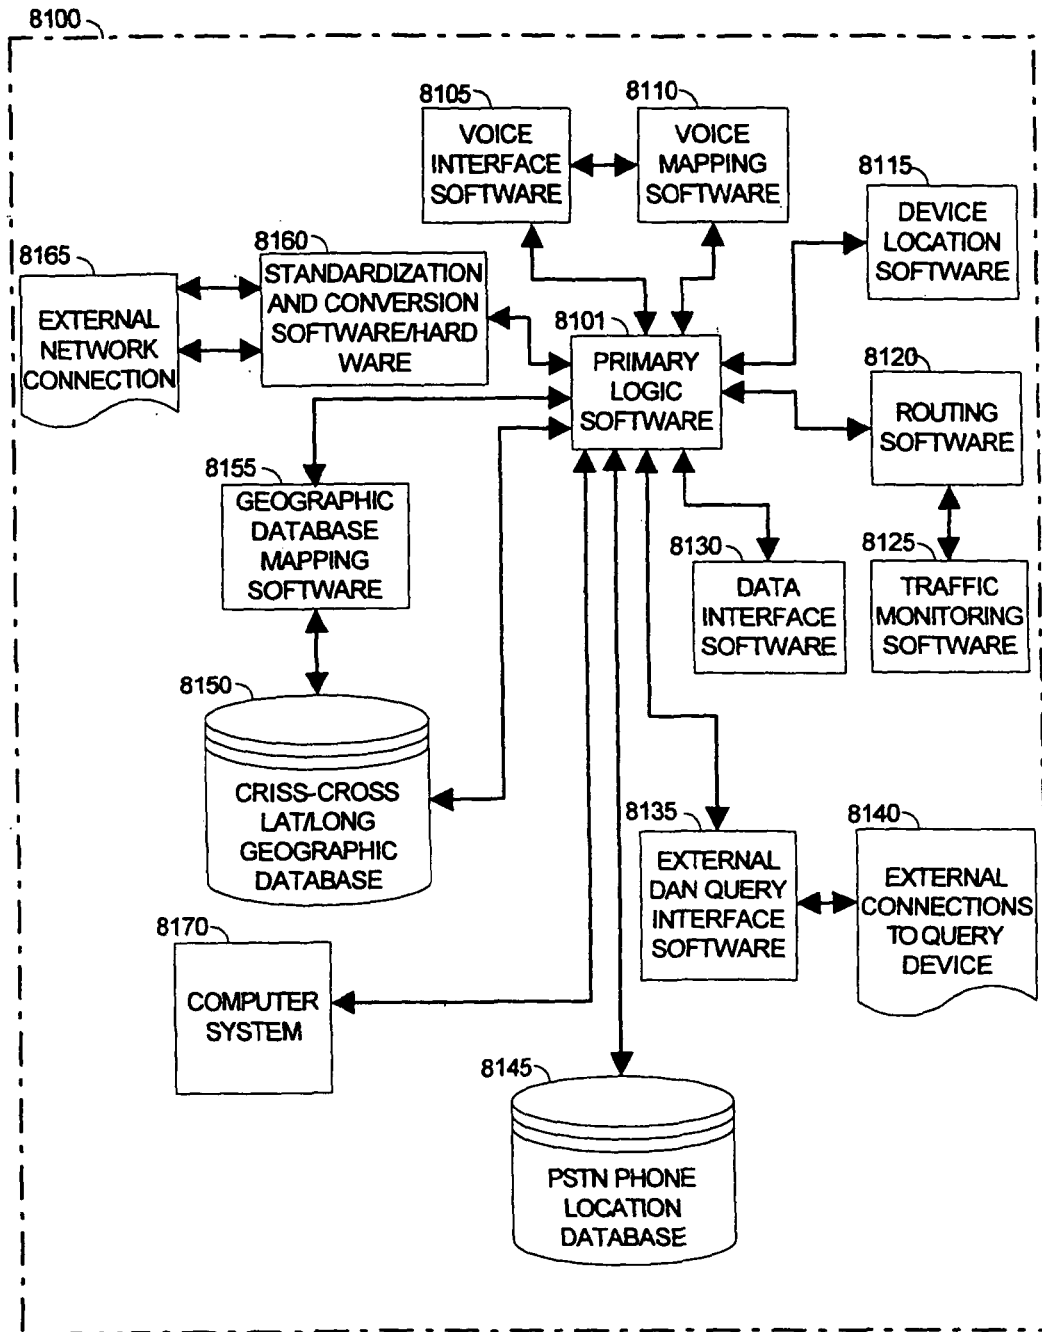 8100
8105
VOICE
INTERFACE
SOFTWARE
8110
VOICE
MAPPING
SOFTWARE
8115
DEVICE
LOCATION
SOFTWARE
8165
EXTERNAL
NETWORK
CONNECTION
8160
STANDARDIZATION
AND CONVERSION
SOFTWARE/HARD
WARE
8101
PRIMARY
LOGIC
SOFTWARE
8120
ROUTING
SOFTWARE
8155
GEOGRAPHIC
DATABASE
MAPPING
SOFTWARE
8130
DATA
INTERFACE
SOFTWARE
8125
TRAFFIC
MONITORING
SOFTWARE
8150
CRISS-CROSS
LAT/LONG
GEOGRAPHIC
DATABASE
8135
EXTERNAL
DAN QUERY
INTERFACE
SOFTWARE
8140
EXTERNAL
CONNECTIONS
TO QUERY
DEVICE
8170
COMPUTER
SYSTEM
8145
PSTN PHONE
LOCATION
DATABASE